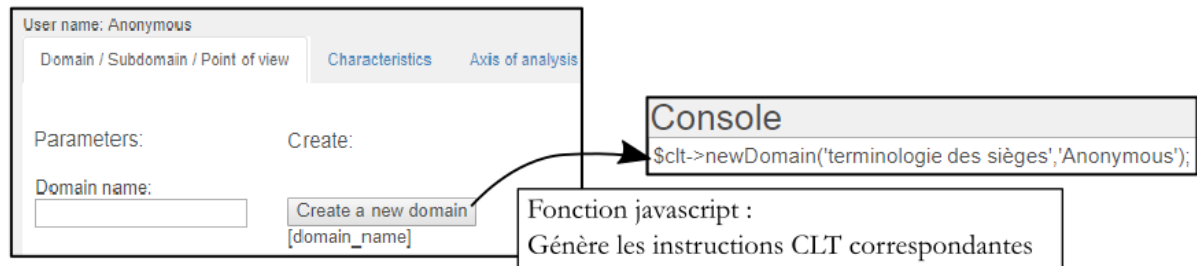 User name: Anonymous
Domain / Subdomain / Point of view Characteristics Axis of analysis
Parameters: Create:
Domain name:
Create a new domain
[domain_name]
Console
$clt->newDomain('terminologie des sièges','Anonymous');
Fonction javascript :
Génère les instructions CLT correspondantes